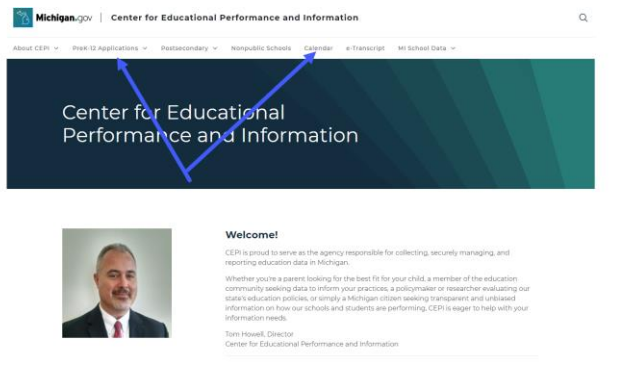 Michigan.gov | Center for Educational Performance and Information
About CEPI PreK-12 Applications Postsecondary Nonpublic Schools Calendar e-Transcript MI School Data
Center for Educational
Performance and Information
Welcome!
CEPI is proud to serve as the agency responsible for collecting, securely managing, and
reporting education data in Michigan.
Whether you're a parent looking for the best fit for your child, a member of the education
community seeking data to inform your practices, a policymaker or researcher evaluating our
state's education policies, or simply a Michigan citizen seeking transparent and unbiased
information on how our schools and students are performing, CEPI is eager to help with your
information needs.
Tom Howell, Director
Center for Educational Performance and Information